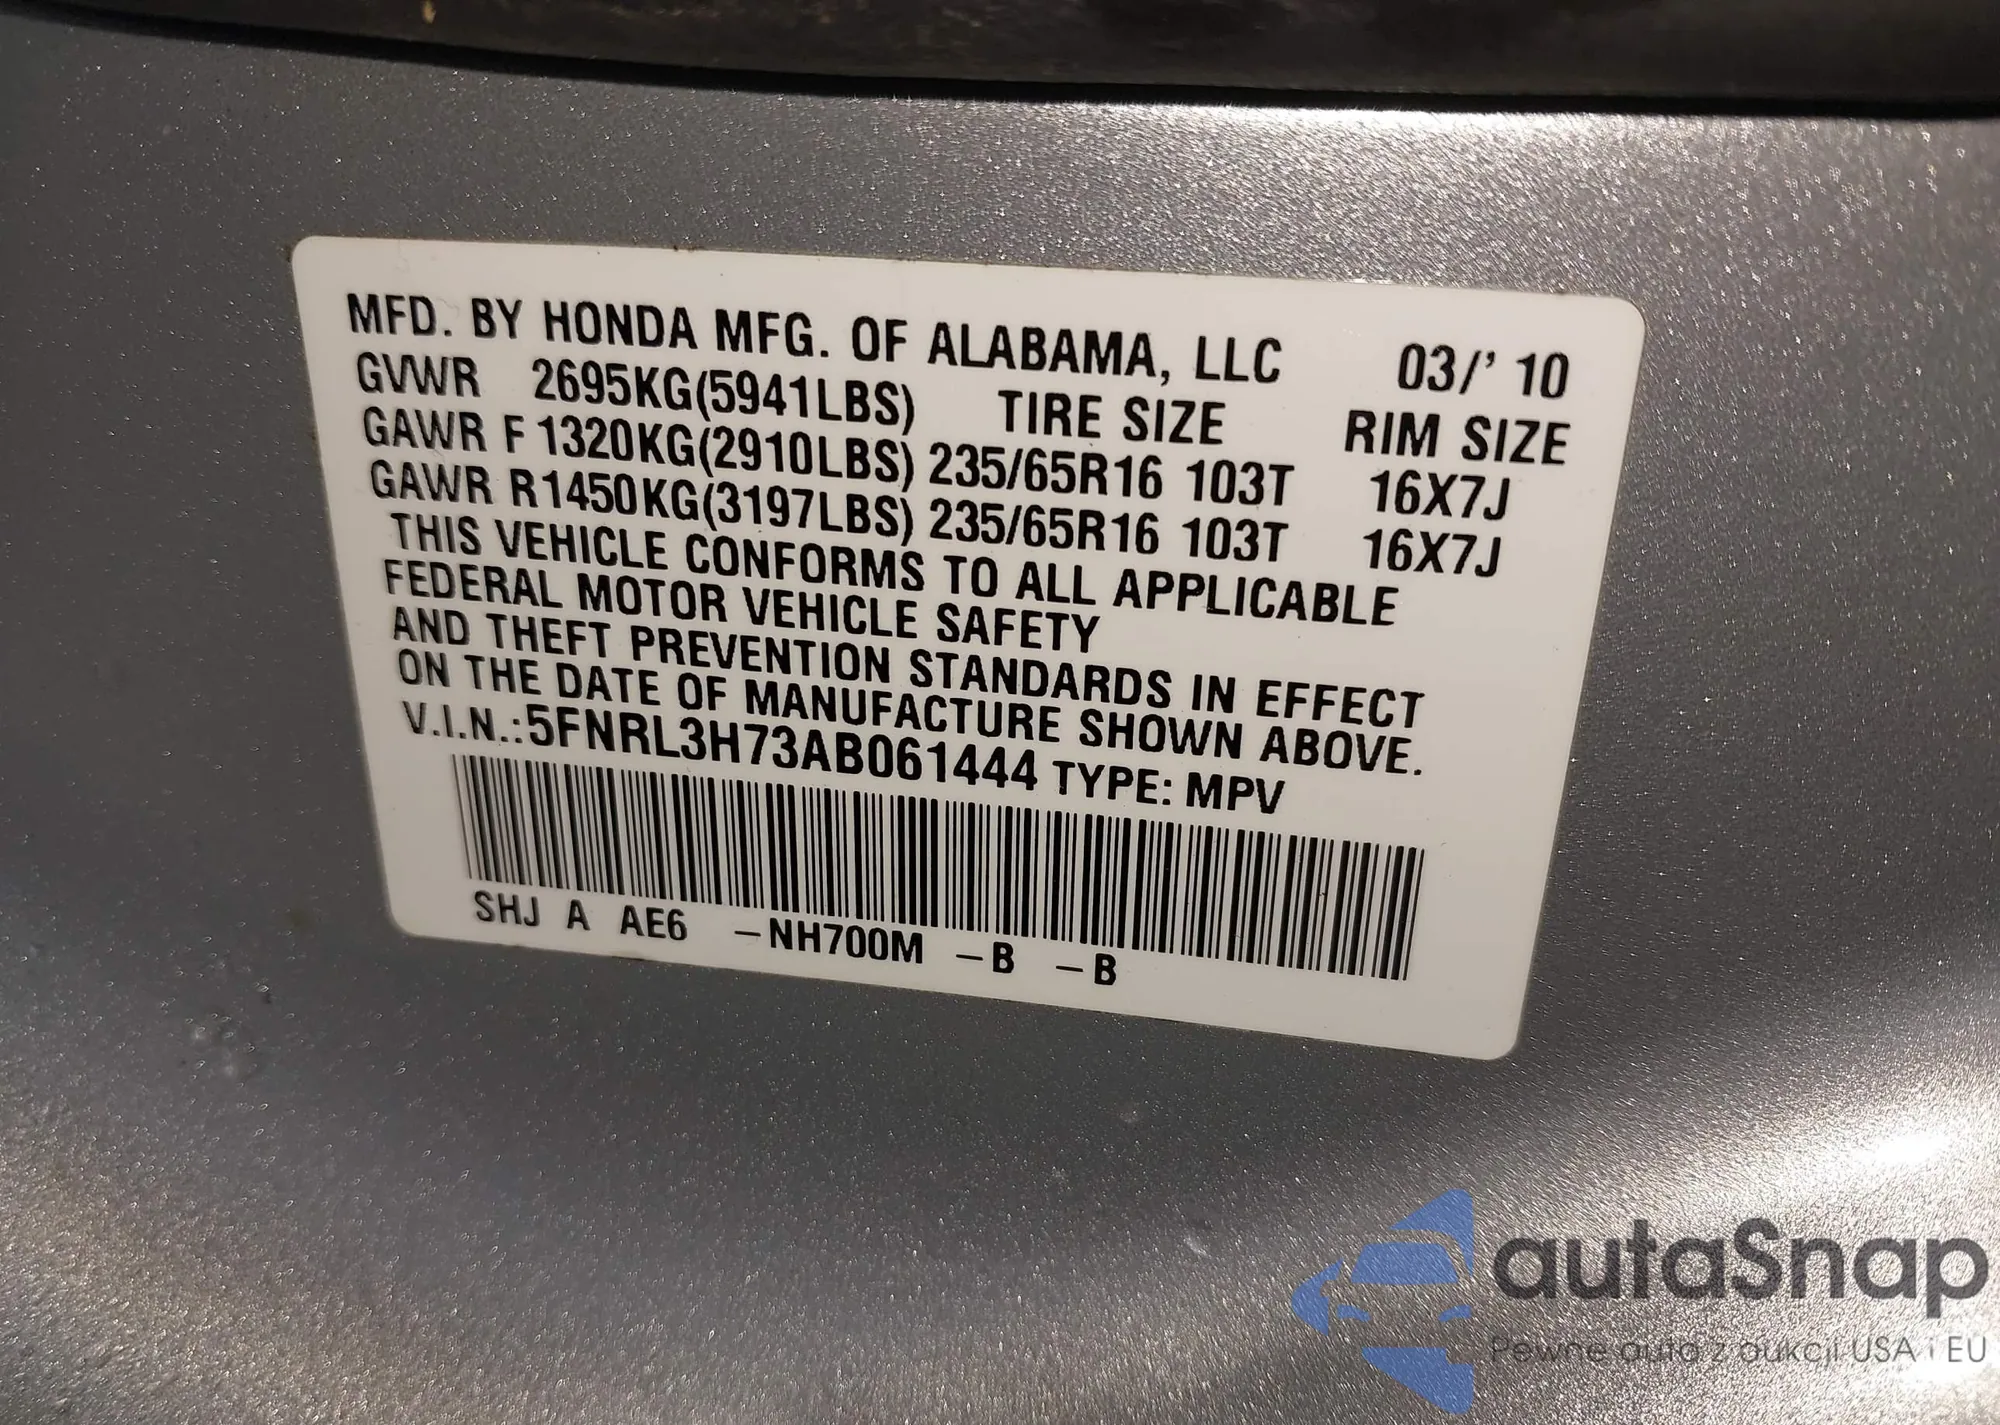 MFD. BY HONDA MFG. OF ALABAMA, LLC 03/' 10
GVWR 2695KG(5941LBS) TIRE SIZE RIM SIZE
GAWR F 1320KG(2910LBS) 235/65R16 103T 16X7J
GAWR R1450KG(3197LBS) 235/65R16 103T 16X7J
THIS VEHICLE CONFORMS TO ALL APPLICABLE
FEDERAL MOTOR VEHICLE SAFETY
AND THEFT PREVENTION STANDARDS IN EFFECT
ON THE DATE OF MANUFACTURE SHOWN ABOVE.
V.I.N.:5FNRL3H73AB061444 TYPE: MPV
SHJ A AE6 -NH700M -B -B
autaSnap
Pewne auto z aukcji USA i EU